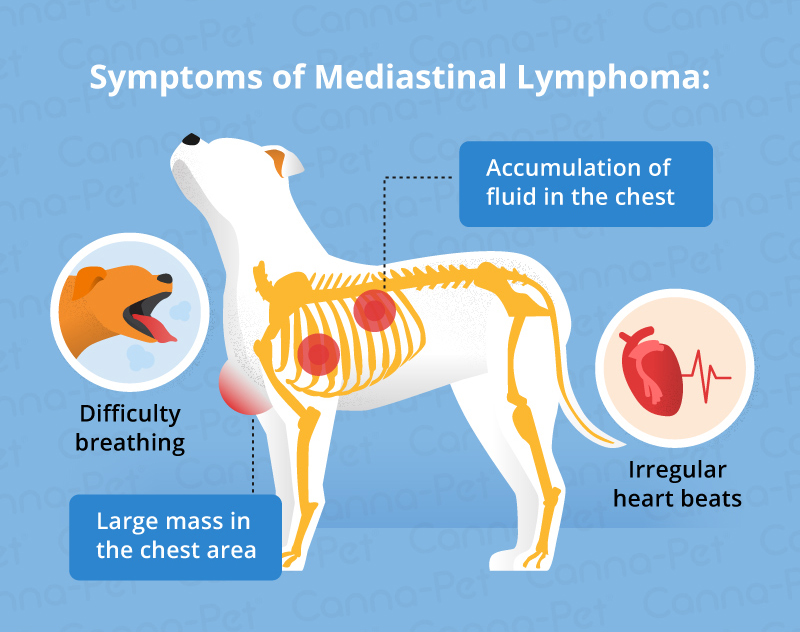 Symptoms of Mediastinal Lymphoma:
Accumulation of
fluid in the chest
Difficulty
breathing
Irregular
heart beats
Large mass in
the chest area
Canna-Pet